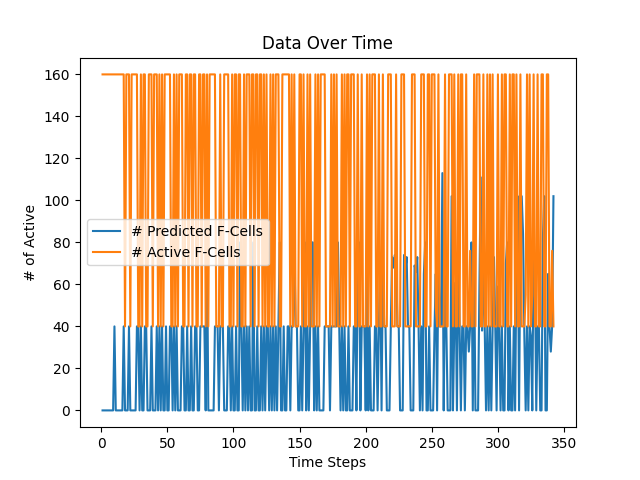 Data Over Time
160
140
120
100
80
60
40
20
0
# of Active
# Predicted F-Cells
# Active F-Cells
0 50 100 150 200 250 300 350
Time Steps